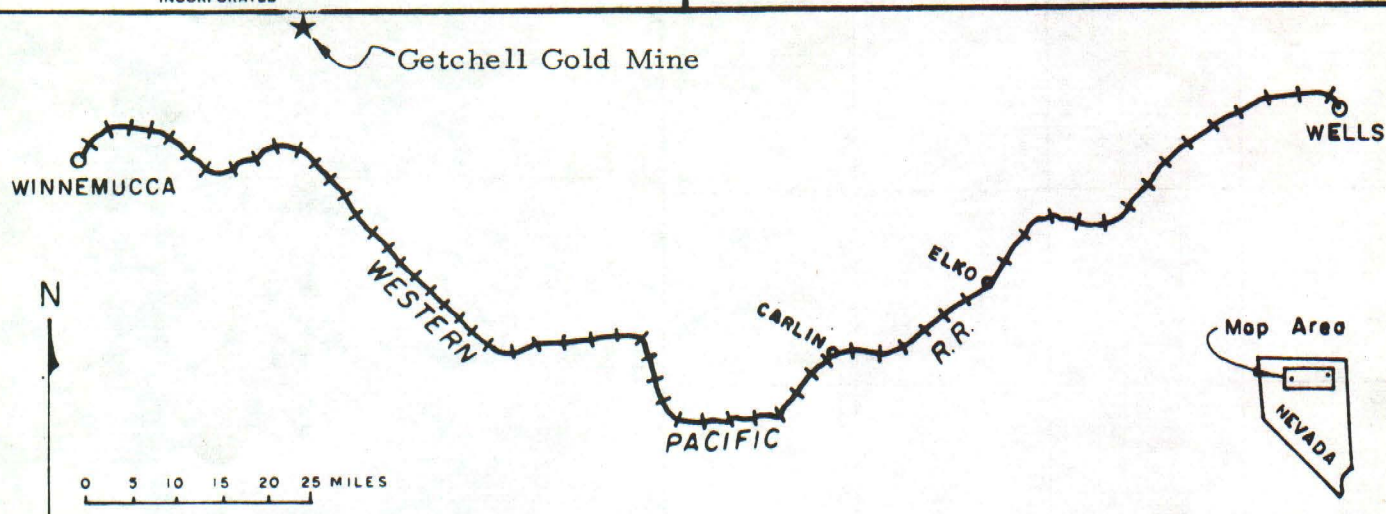 INCORPORATED
Getchell Gold Mine
WINNEMUCCA
WELLS
WESTERN
PACIFIC
R.R.
CARLIN
ELKO
N
0 5 10 15 20 25 MILES
Map Area
NEVADA